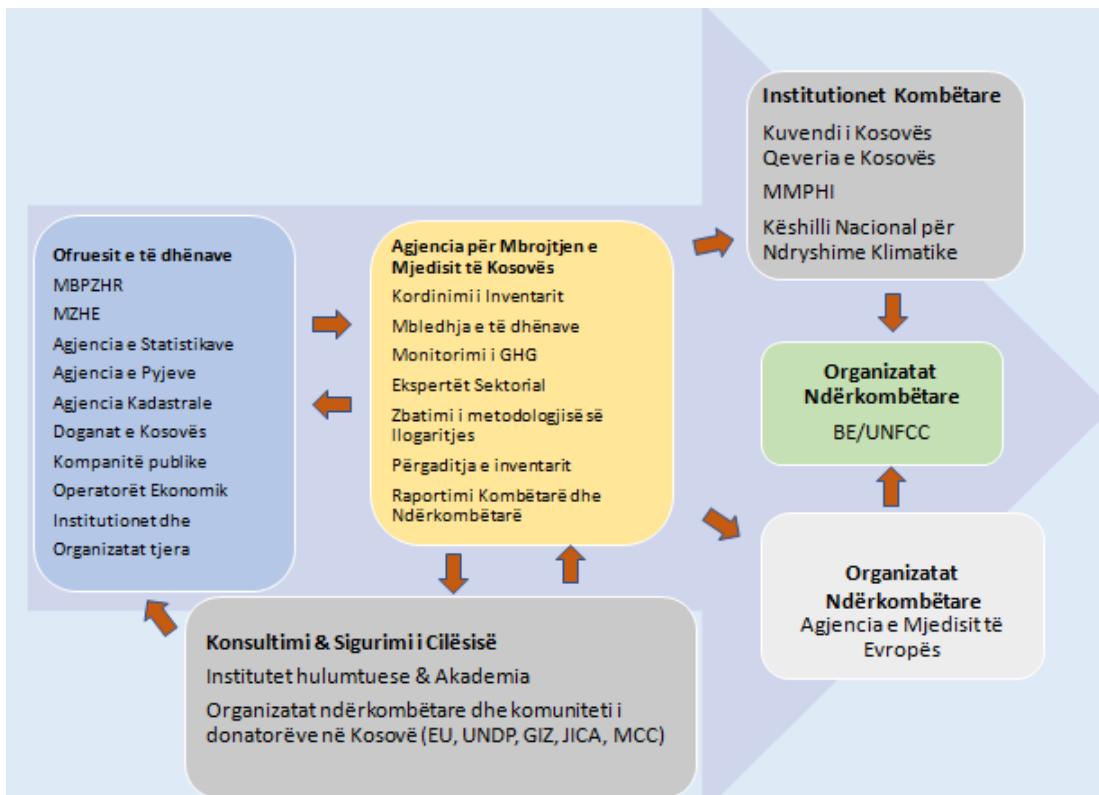 Institutionet Kombëtare
Kuvendi i Kosovës
Qeveria e Kosovës
MMPHI
Këshilli Nacional për
Ndryshime Klimatike
Ofruesit e të dhënave
MBPZHR
MZHE
Agjencia e Statistikave
Agjencia e Pyjeve
Agjencia Kadastrale
Doganat e Kosovës
Kompanitë publike
Operatorët Ekonomik
Institutionet dhe
Organizatat tjera
Agjencia për Mbrojtjen e
Mjedisit të Kosovës
Kordinimi i Inventarit
Mbledhja e të dhënave
Monitorimi i GHG
Ekspertët Sektorial
Zbatimi i metodologjisë së
llogaritjes
Përgaditja e inventarit
Raportimi Kombëtarë dhe
Ndërkombëtarë
Organizatat
Ndërkombëtare
BE/UNFCC
Organizatat
Ndërkombëtare
Agjencia e Mjedisit të
Evropës
Konsultimi & Sigurimi i Cilësisë
Institutet hulumtuese & Akademia
Organizatat ndërkombëtare dhe komuniteti i
donatorëve në Kosovë (EU, UNDP, GIZ, JICA, MCC)